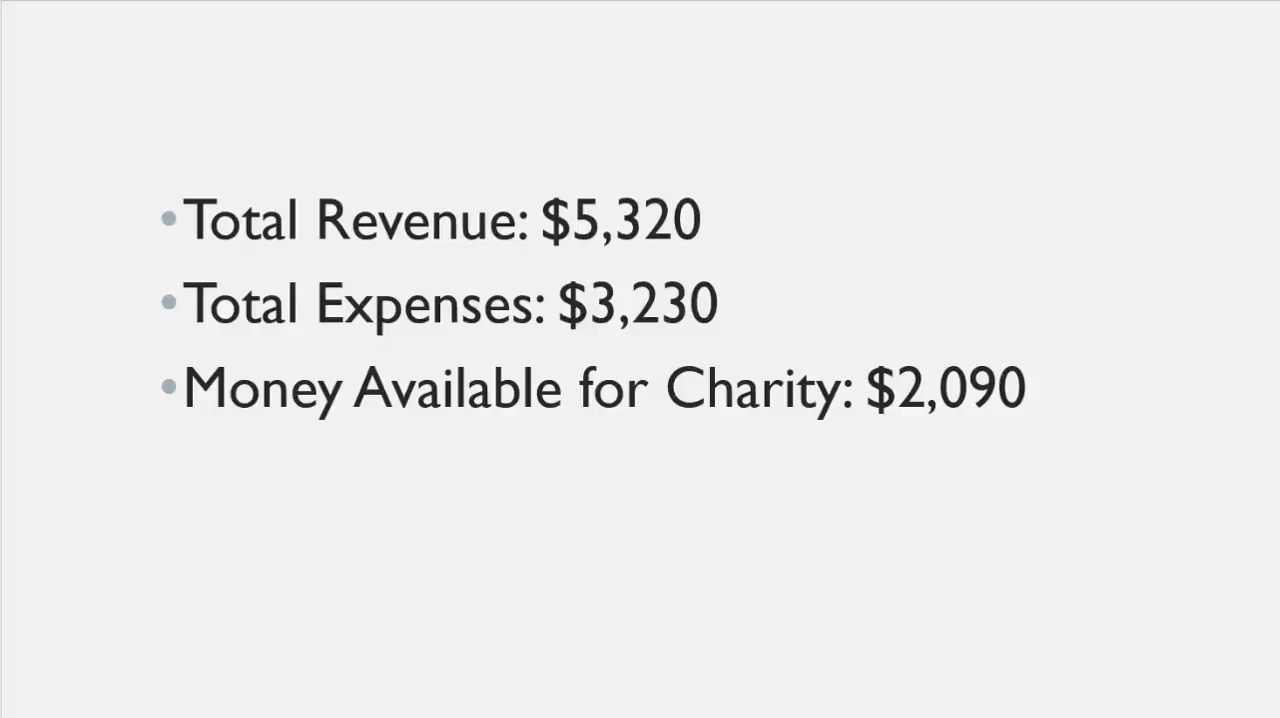 •Total Revenue: $5,320
•Total Expenses: $3,230
•Money Available for Charity: $2,090